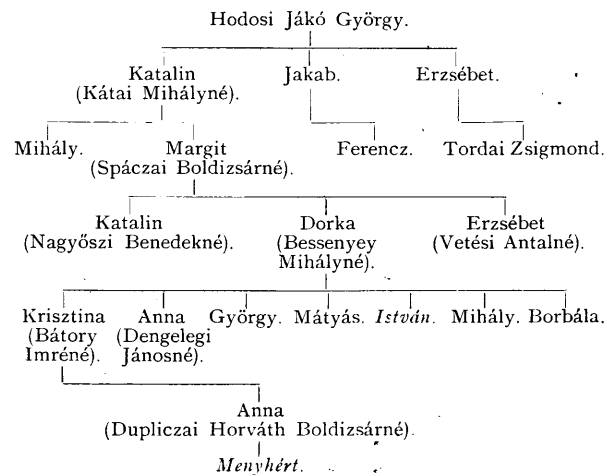 Hodosi Jákó György.
Katalin Jakab. Erzsébet.
(Kátai Mihályné).
Mihály. Margit Ferencz. Tordai Zsigmond.
(Spáczai Boldizsárné).
Katalin Dorka Erzsébet
(Nagyőszi Benedekné). (Bessenyey (Vetési Antalné).
Mihályné).
Krisztina Anna György. Mátyás. István. Mihály. Borbála.
(Bátory (Dengelegi
Imréné). Jánosné).
Anna
(Dupliczai Horváth Boldizsárné).
Menyhért.